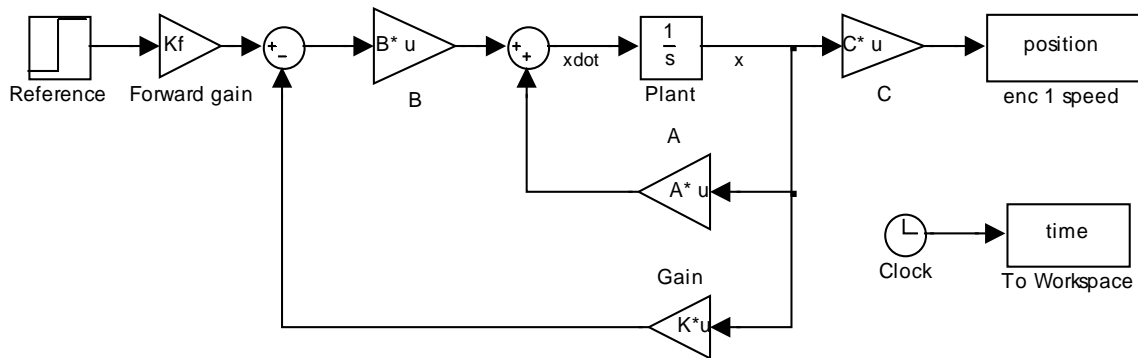 Reference
Kf
Forward gain
+
−
B* u
B
+
+
xdot
1
s
Plant
x
C* u
C
position
enc 1 speed
A
A* u
Gain
K*u
Clock
time
To Workspace